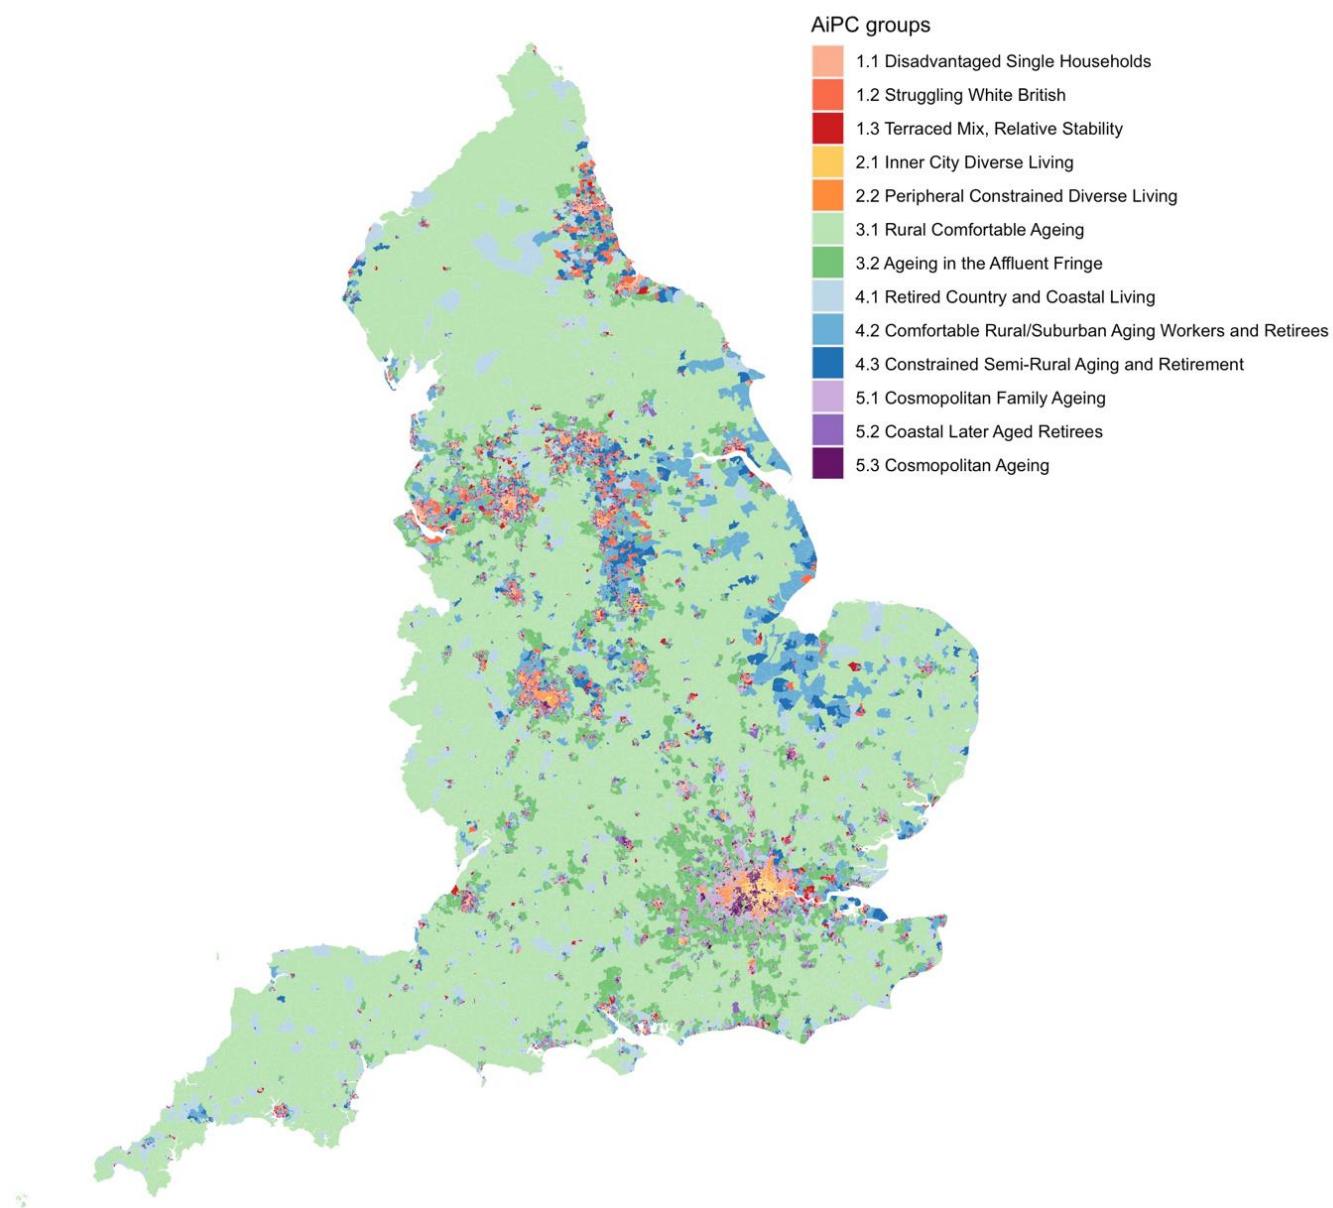 AiPC groups
1.1 Disadvantaged Single Households
1.2 Struggling White British
1.3 Terraced Mix, Relative Stability
2.1 Inner City Diverse Living
2.2 Peripheral Constrained Diverse Living
3.1 Rural Comfortable Ageing
3.2 Ageing in the Affluent Fringe
4.1 Retired Country and Coastal Living
4.2 Comfortable Rural/Suburban Aging Workers and Retirees
4.3 Constrained Semi-Rural Aging and Retirement
5.1 Cosmopolitan Family Ageing
5.2 Coastal Later Aged Retirees
5.3 Cosmopolitan Ageing